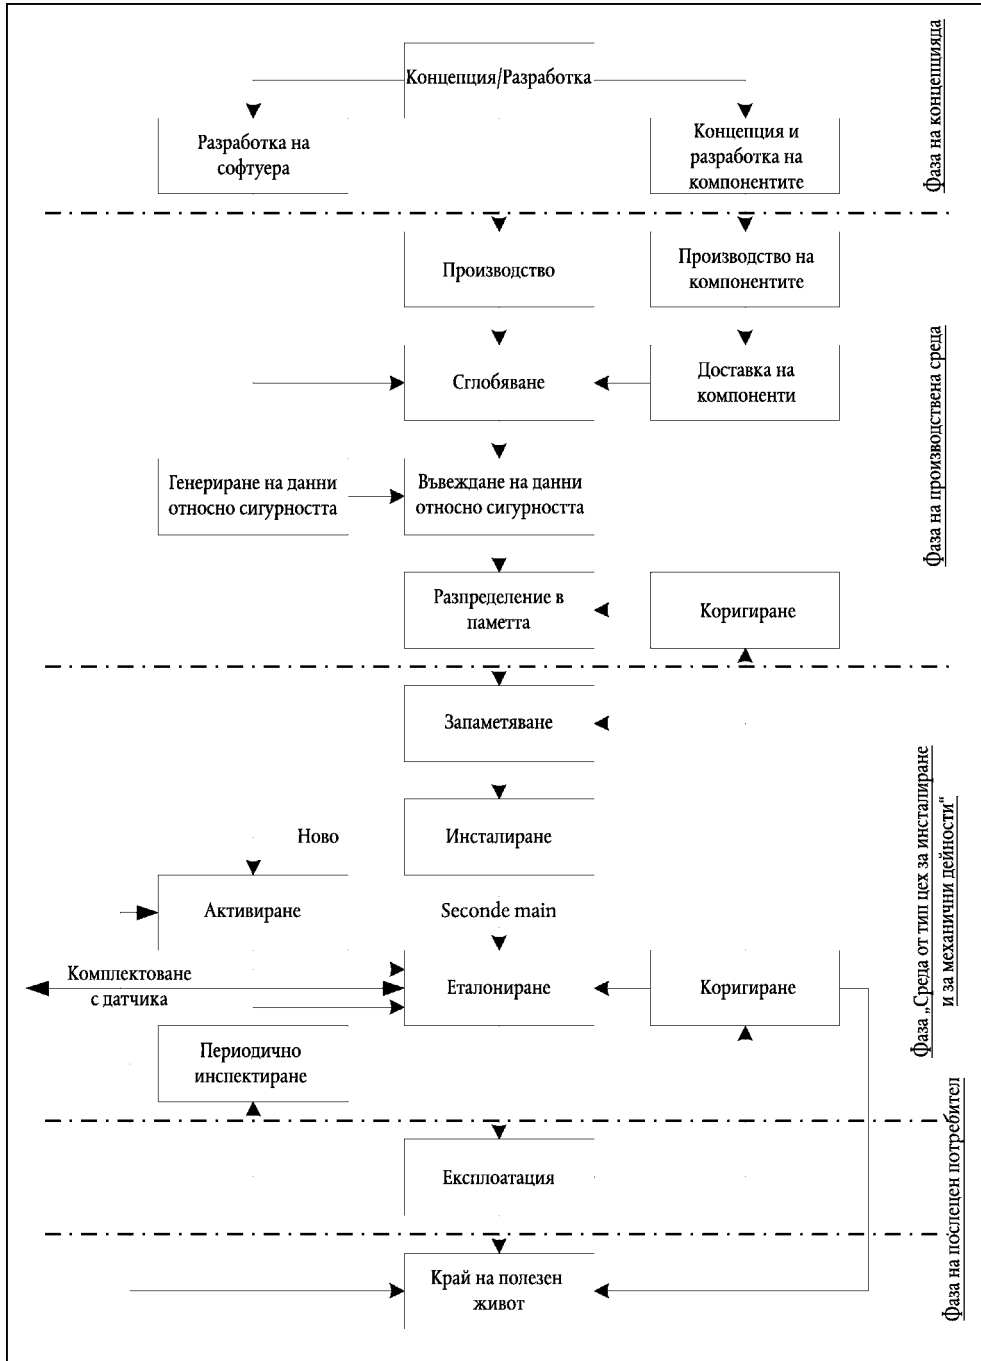 Концепция/Разработка
Разработка на
софтуера
Концепция и
разработка на
компонентите
Фаза на концепцияда
Производство
Производство на
компонентите
Сглобяване
Доставка на
компоненти
Генериране на данни
относно сигурността
Въвеждане на данни
относно сигурността
Разпределение в
паметта
Коригиране
Фаза на производствена среда
Запаметяване
Ново
Инсталиране
Активиране
Seconde main
Комплектоване
с датчика
Еталониране
Коригиране
Периодично
инспектиране
Фаза „Среда от тип цех за инсталиране
и за механични дейности“
Експлоатация
Край на полезен
живот
Фаза на послецен потребител